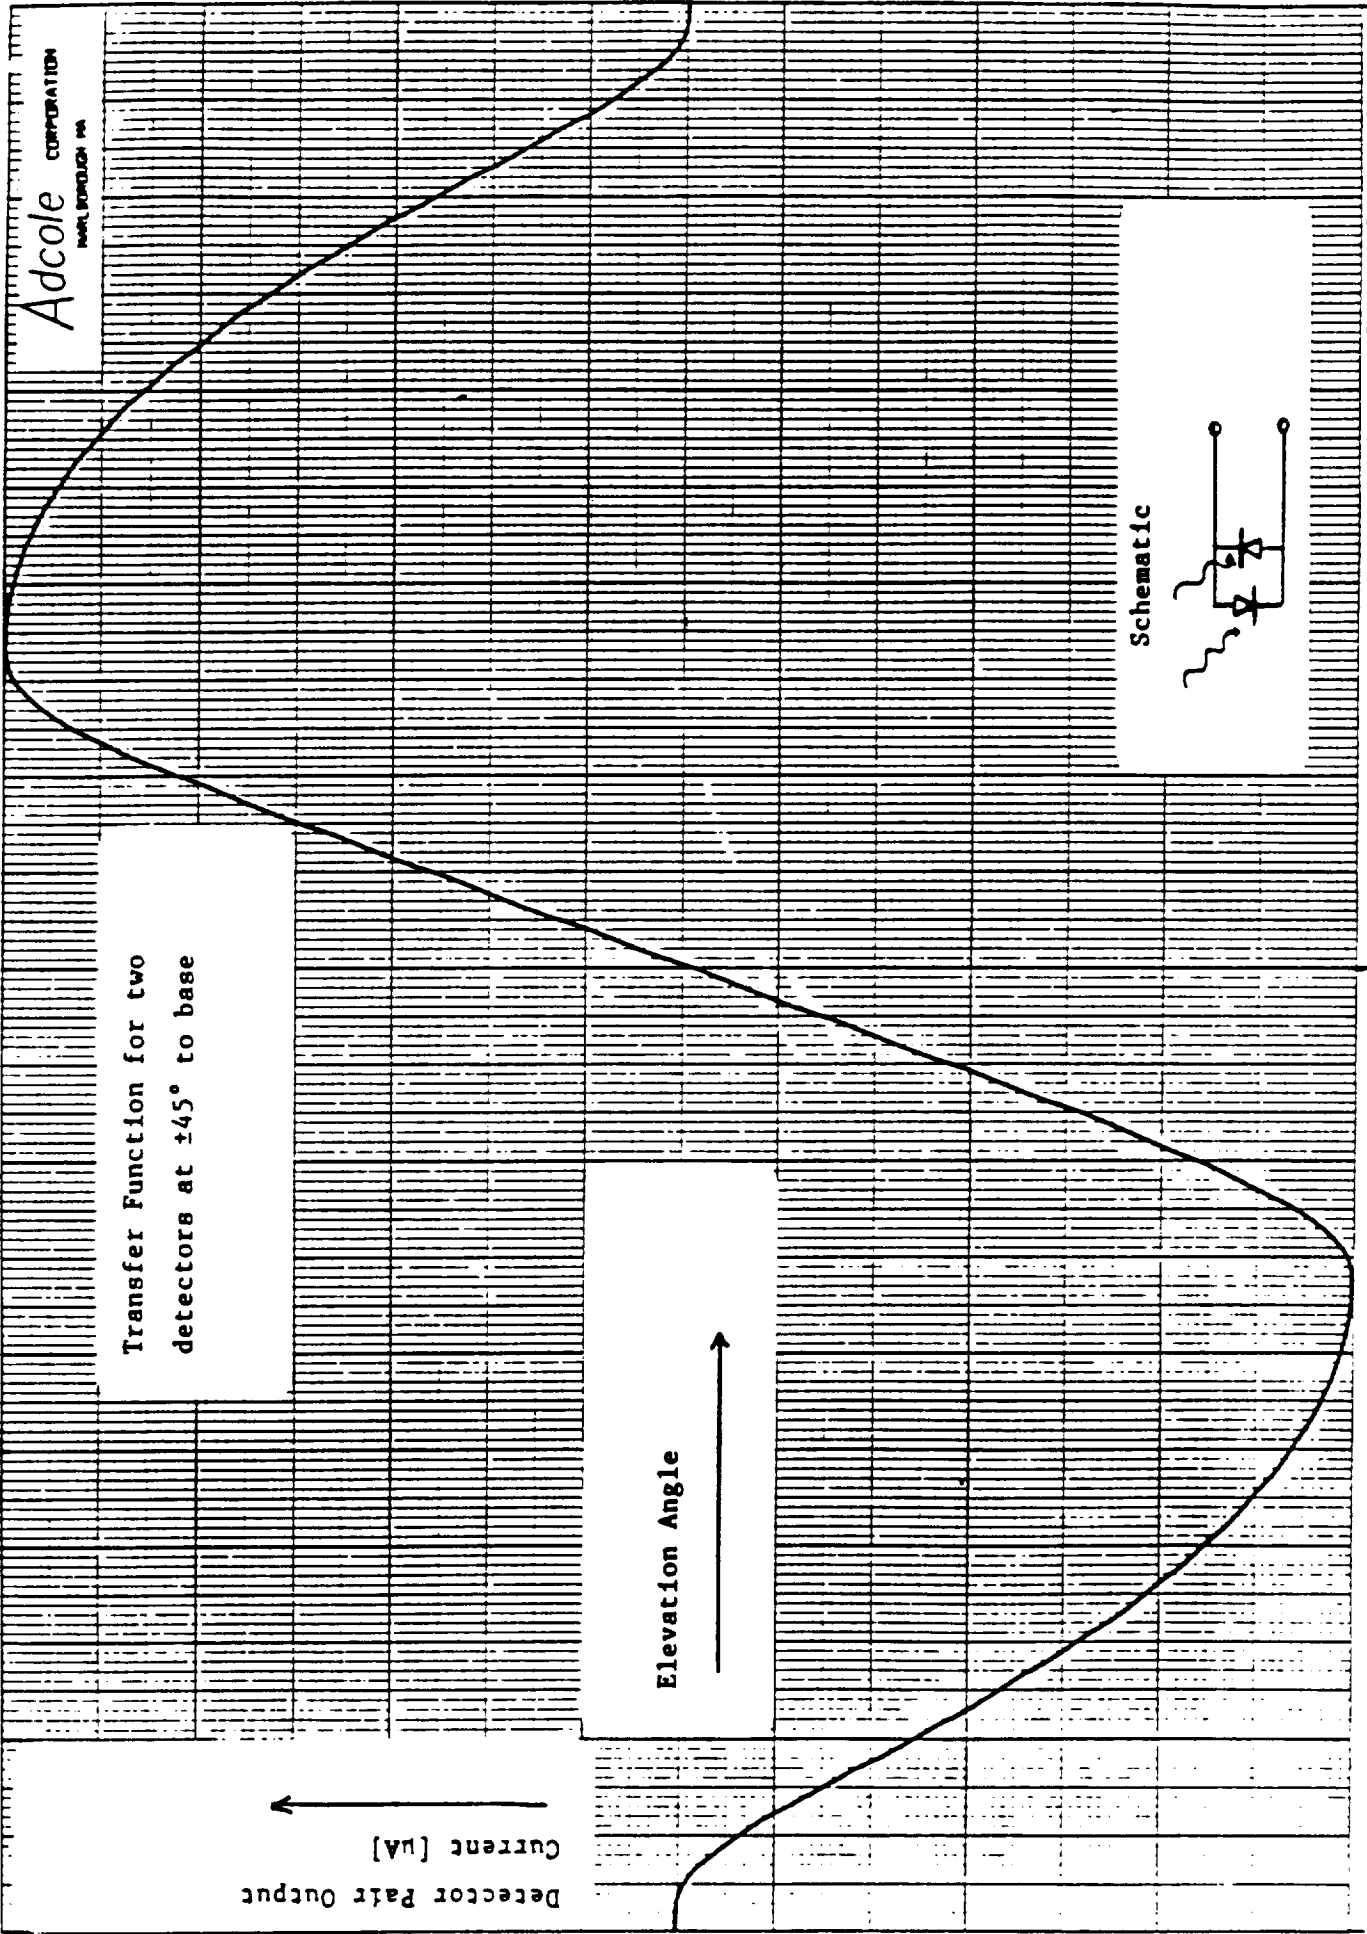 Adcole CORPORATION
MARLBOROUGH MA
Transfer Function for two
detectors at ±45° to base
Detector Pair Output
Current [uA]
Elevation Angle
Schematic